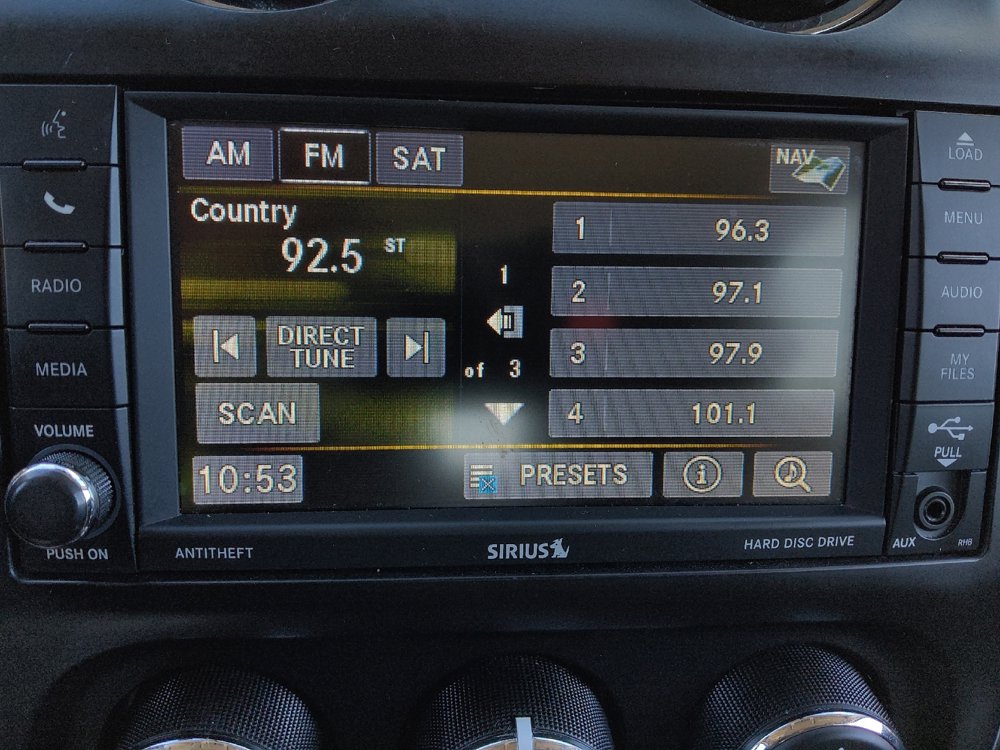 AM FM SAT NAV
Country
92.5 ST
1
of 3
DIRECT
TUNE
SCAN
10:53
1 96.3
2 97.1
3 97.9
4 101.1
PRESETS
i
RADIO
MEDIA
VOLUME
PUSH ON
LOAD
MENU
AUDIO
MY
FILES
PULL
AUX
RHB
ANTITHEFT
SIRIUS
HARD DISC DRIVE